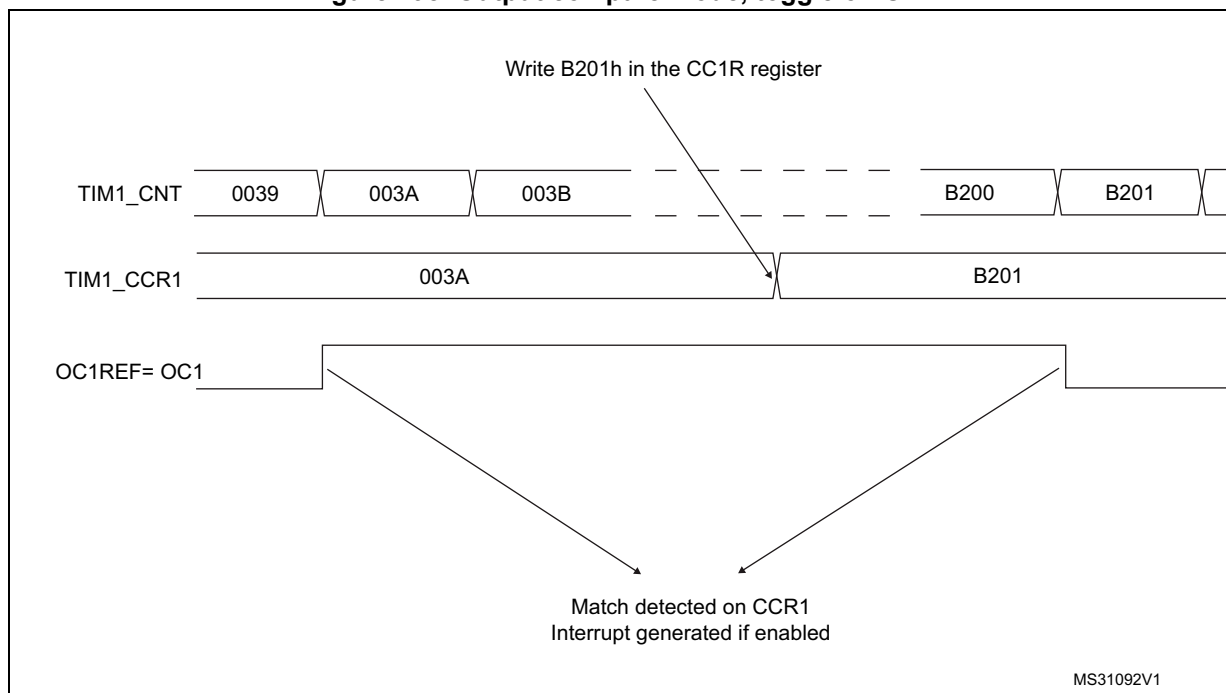 Write B201h in the CC1R register
TIM1_CNT 0039 003A 003B B200 B201
TIM1_CCR1 003A B201
OC1REF= OC1
Match detected on CCR1
Interrupt generated if enabled
MS31092V1